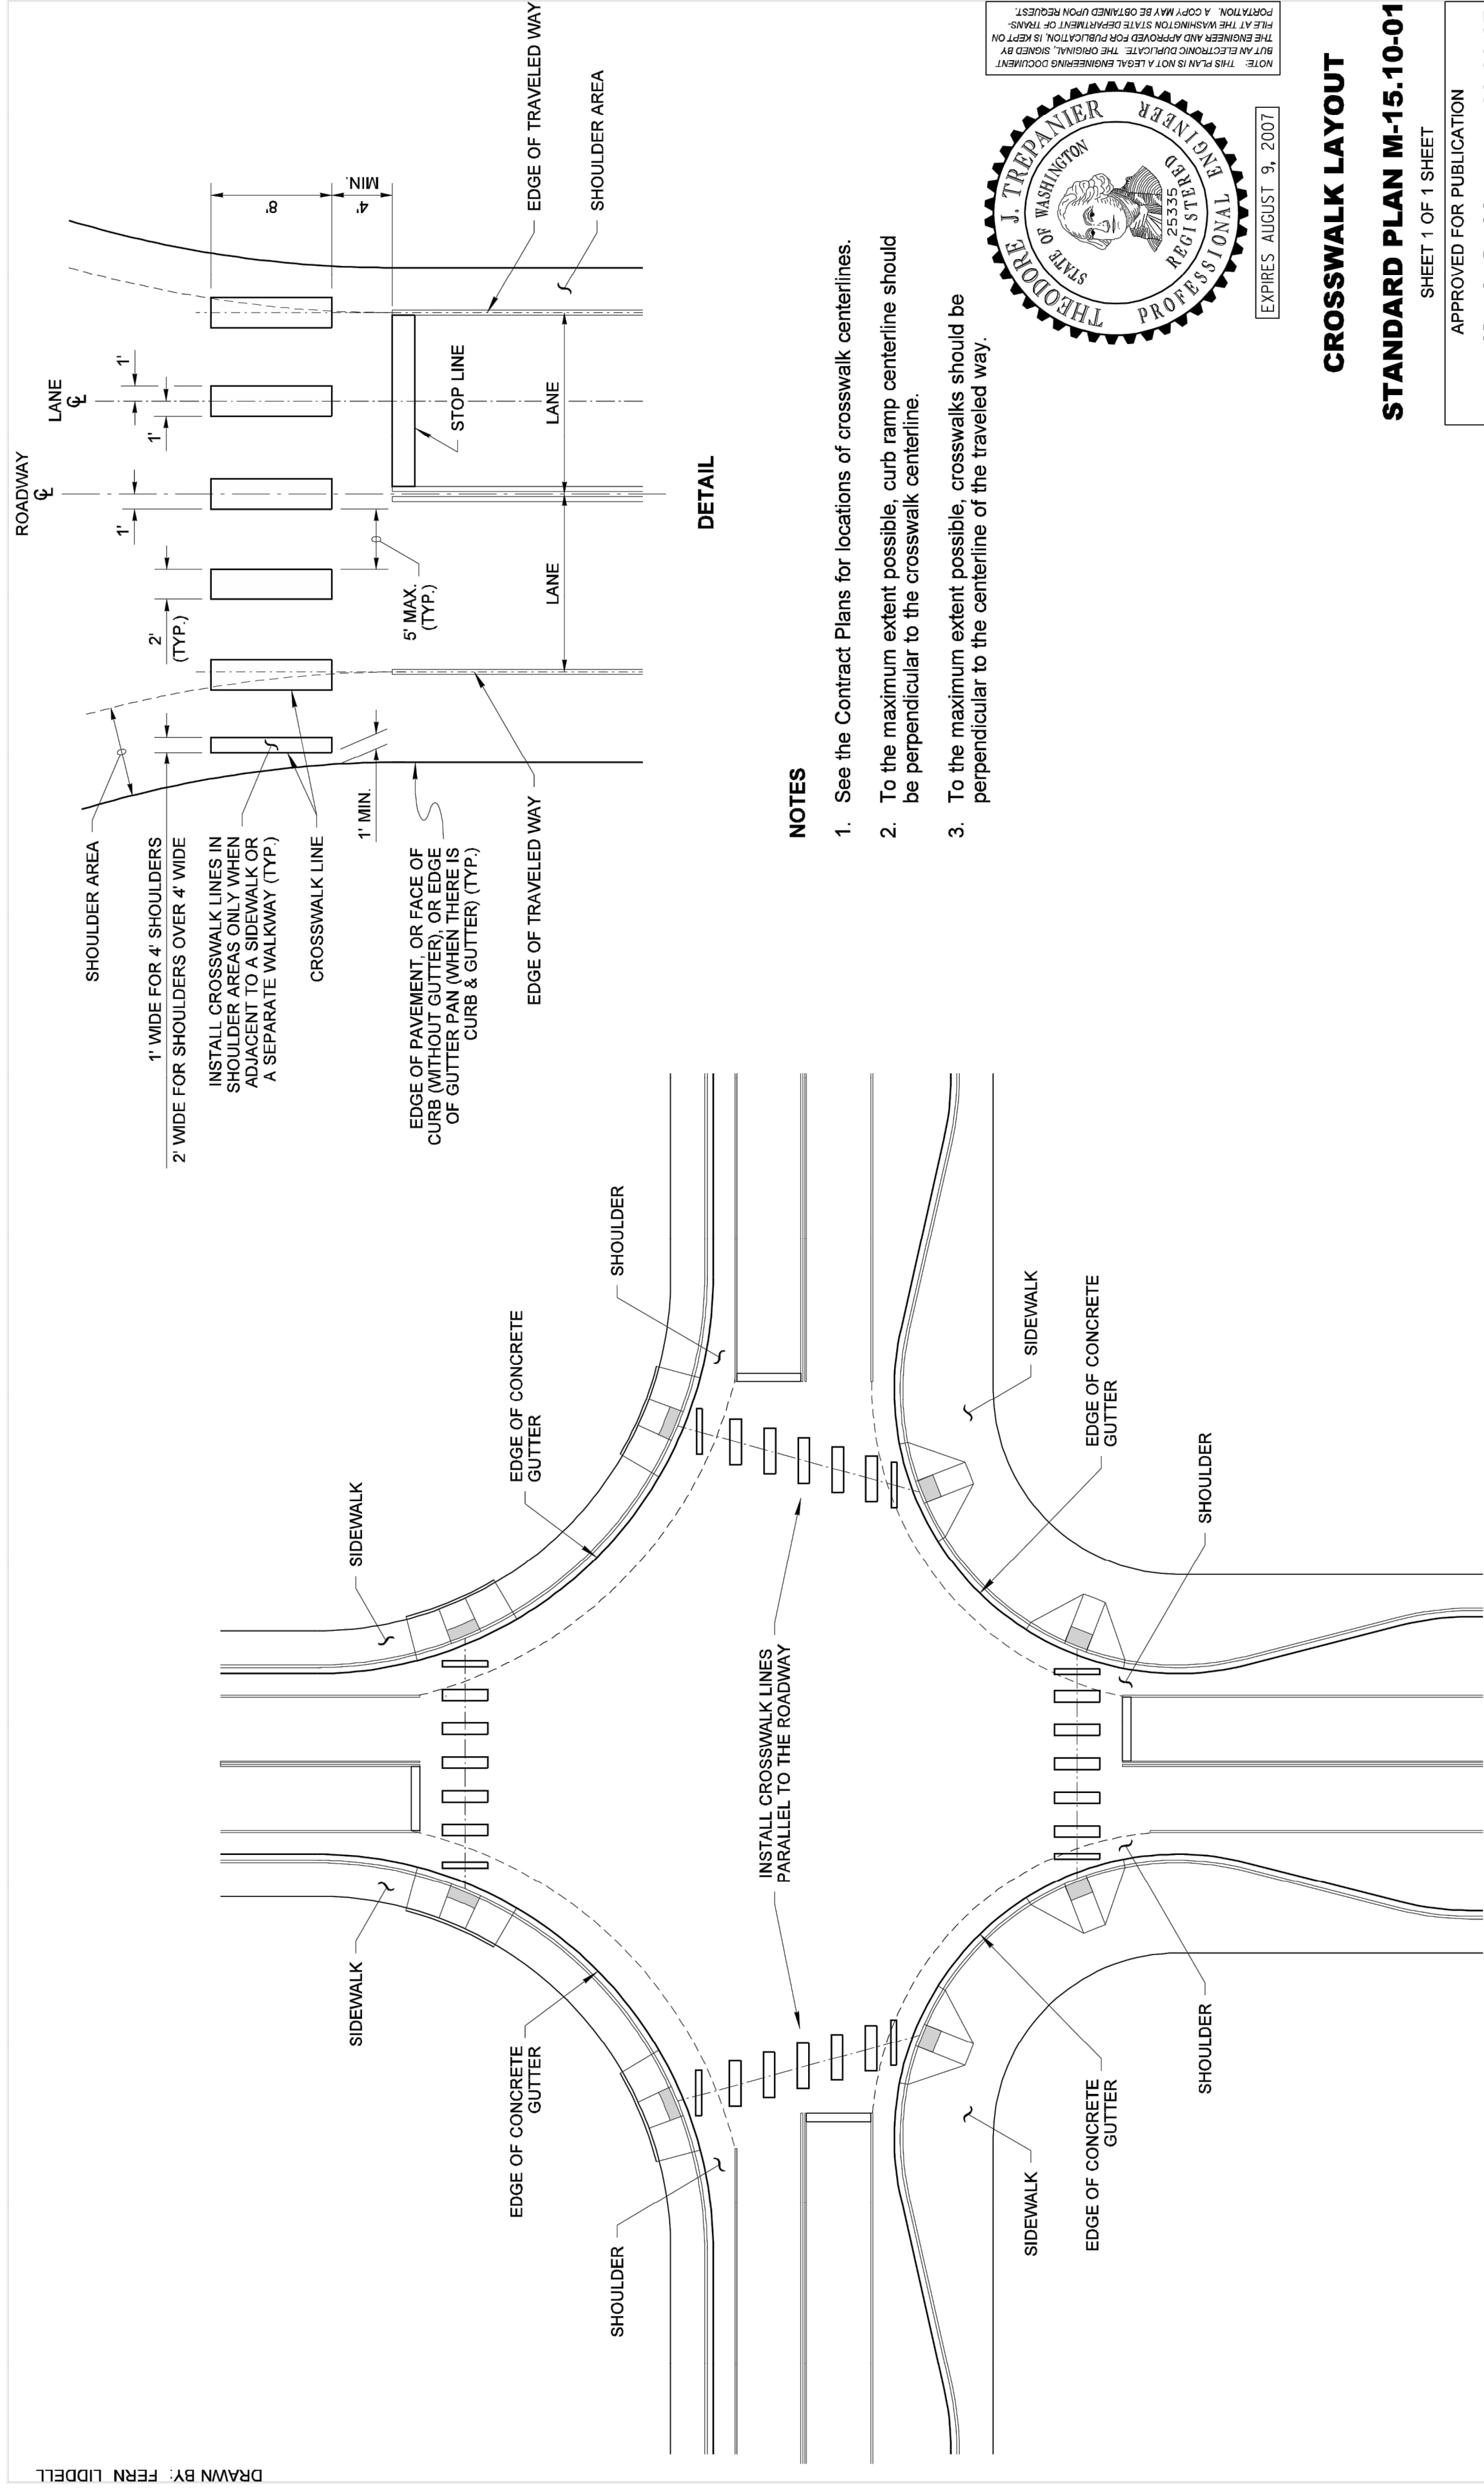 DRAWN BY: FERN LIDDELL
SIDEWALK
SIDEWALK
EDGE OF CONCRETE
GUTTER
EDGE OF CONCRETE
GUTTER
SHOULDER
SHOULDER
INSTALL CROSSWALK LINES
PARALLEL TO THE ROADWAY
SIDEWALK
SIDEWALK
EDGE OF CONCRETE
GUTTER
EDGE OF CONCRETE
GUTTER
SHOULDER
SHOULDER
ROADWAY
CL
LANE
CL
SHOULDER AREA
1' WIDE FOR 4' SHOULDERS
2' WIDE FOR SHOULDERS OVER 4' WIDE
INSTALL CROSSWALK LINES IN
SHOULDER AREAS ONLY WHEN
ADJACENT TO A SIDEWALK OR
A SEPARATE WALKWAY (TYP.)
CROSSWALK LINE
1' MIN.
EDGE OF PAVEMENT, OR FACE OF
CURB (WITHOUT GUTTER), OR EDGE
OF GUTTER PAN (WHEN THERE IS
CURB & GUTTER) (TYP.)
EDGE OF TRAVELED WAY
2'
(TYP.)
1'
1'
1'
8'
4'
MIN.
5' MAX.
(TYP.)
STOP LINE
LANE
LANE
EDGE OF TRAVELED WAY
SHOULDER AREA
DETAIL
NOTES
1. See the Contract Plans for locations of crosswalk centerlines.
2. To the maximum extent possible, curb ramp centerline should
be perpendicular to the crosswalk centerline.
3. To the maximum extent possible, crosswalks should be
perpendicular to the centerline of the traveled way.
NOTE: THIS PLAN IS NOT A LEGAL ENGINEERING DOCUMENT
BUT AN ELECTRONIC DUPLICATE. THE ORIGINAL, SIGNED BY
THE ENGINEER AND APPROVED FOR PUBLICATION, IS KEPT ON
FILE AT THE WASHINGTON STATE DEPARTMENT OF TRANS-
PORTATION. A COPY MAY BE OBTAINED UPON REQUEST.
THEODORE J. TREPANIER
STATE OF WASHINGTON
25335
REGISTERED
PROFESSIONAL ENGINEER
EXPIRES AUGUST 9, 2007
CROSSWALK LAYOUT
STANDARD PLAN M-15.10-01
SHEET 1 OF 1 SHEET
APPROVED FOR PUBLICATION